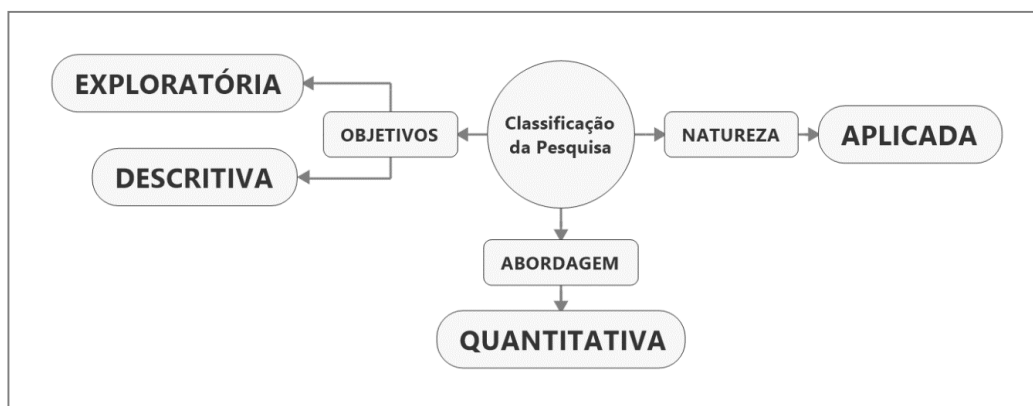 EXPLORATÓRIA
DESCRITIVA
OBJETIVOS
Classificação
da Pesquisa
NATUREZA
APLICADA
ABORDAGEM
QUANTITATIVA